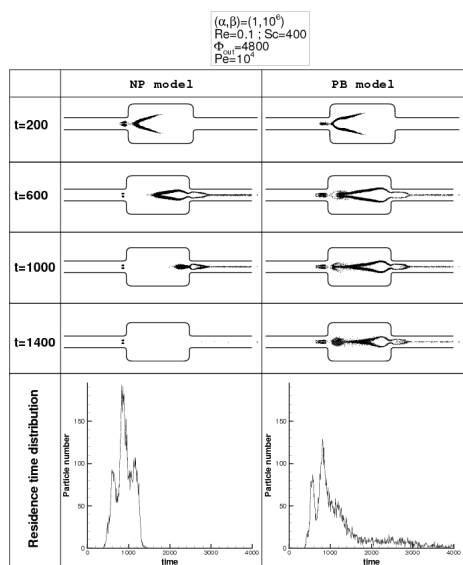 (α,β)=(1,10⁶)
Re=0.1 ; Sc=400
Φout=4800
Pe=10⁴
NP model
PB model
t=200
t=600
t=1000
t=1400
Residence time distribution
Particle number
150
100
50
0
0
1000
2000
3000
4000
time
Particle number
150
100
50
0
0
1000
2000
3000
4000
time